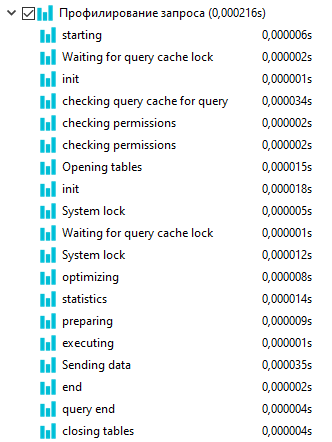 Профилирование запроса (0,000216s)
starting 0,000006s
Waiting for query cache lock 0,000002s
init 0,000001s
checking query cache for query 0,000034s
checking permissions 0,000002s
checking permissions 0,000002s
Opening tables 0,000015s
init 0,000018s
System lock 0,000005s
Waiting for query cache lock 0,000001s
System lock 0,000012s
optimizing 0,000008s
statistics 0,000014s
preparing 0,000009s
executing 0,000001s
Sending data 0,000035s
end 0,000002s
query end 0,000004s
closing tables 0,000004s